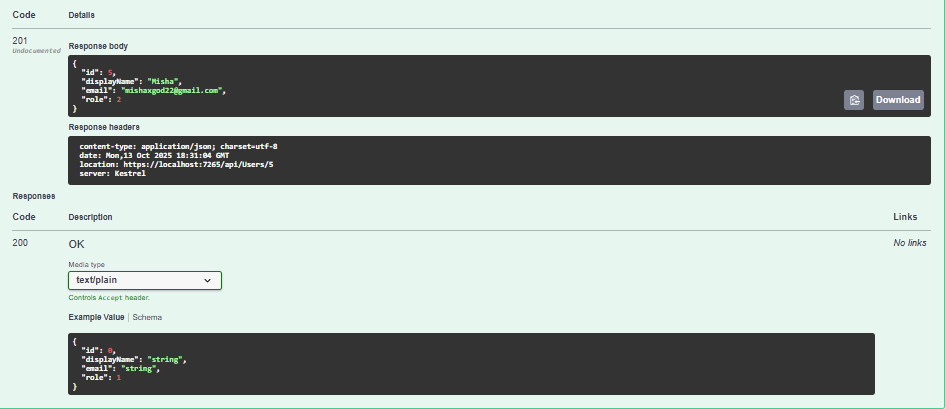 Code Details
201
Undocumented
Response body
{
  "id": 5,
  "displayName": "Misha",
  "email": "mishaxgod22@gmail.com",
  "role": 2
}
Download
Response headers
content-type: application/json; charset=utf-8
date: Mon,13 Oct 2025 18:31:04 GMT
location: https://localhost:7265/api/Users/5
server: Kestrel
Responses
Code Description Links
200 OK No links
Media type
text/plain
Controls Accept header.
Example Value | Schema
{
  "id": 0,
  "displayName": "string",
  "email": "string",
  "role": 1
}